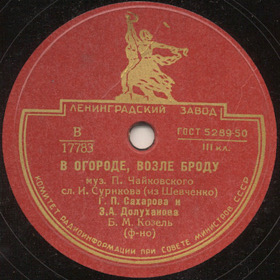 ЛЕНИНГРАДСКИЙ ЗАВОД
В
17783
ГОСТ 5289-50
III кл.
В ОГОРОДЕ, ВОЗЛЕ БРОДУ
муз. П. Чайковского
сл. И. Сурикова (из Шевченко)
Г. П. Сахарова и
З. А. Долуханова
Б. М. Козель
(ф-но)
КОМИТЕТ РАДИОИНФОРМАЦИИ ПРИ СОВЕТЕ МИНИСТРОВ СССР